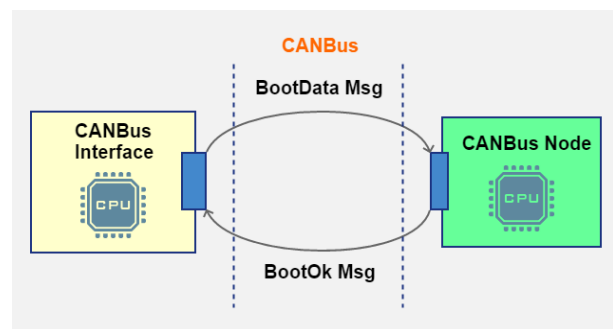 CANBus
BootData Msg
CANBus
Interface
CPU
CANBus Node
CPU
BootOk Msg